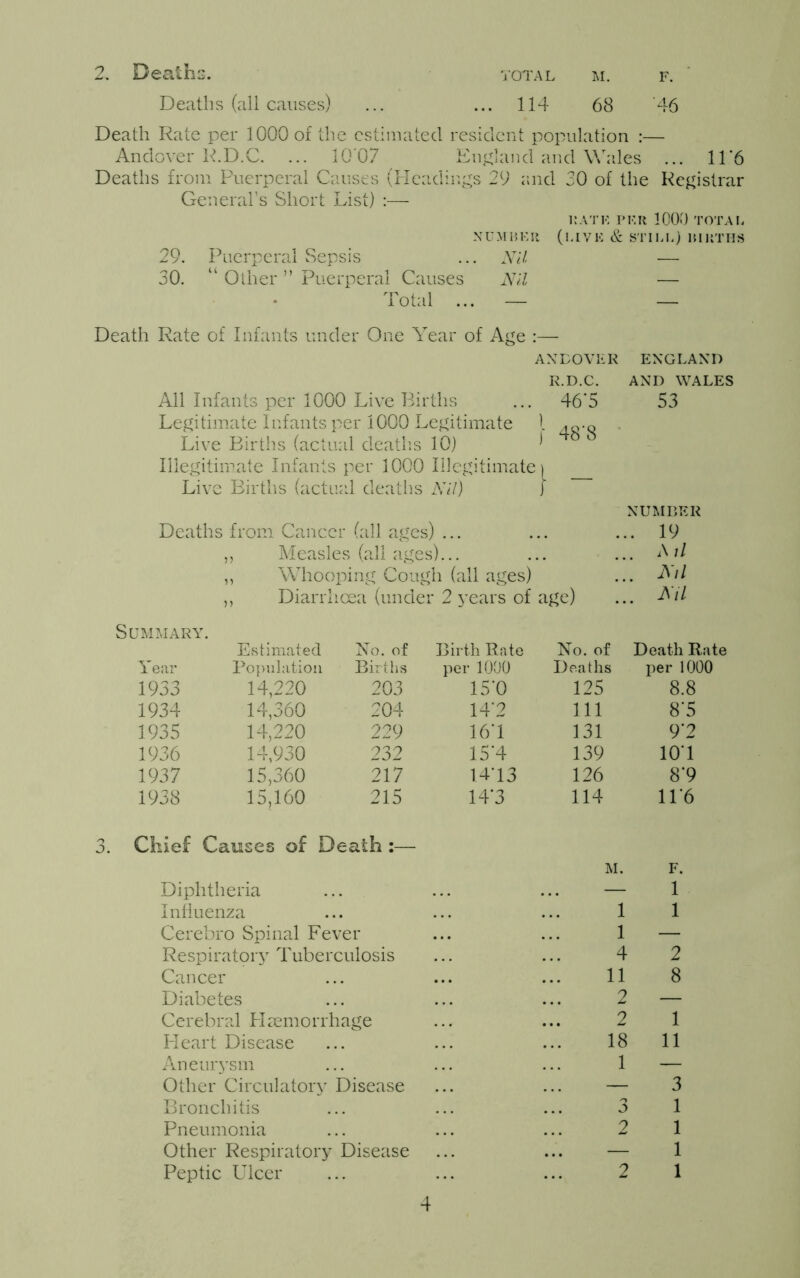 2. Deaths. TOTAL M. F.
Deaths (all causes) ... ... 114 68 46
Death Rate per 1000 of the estimated resident population :—
Andover R.D.C. ... 10·07 England and Wales ... 11·6
Deaths from Puerperal Causes (Headings 29 and 30 of the Registrar
General's Short List) :—
RATE PER 1000 TOTAL
NUMBER (LIVE & STILL) BIRTHS
29. Puerperal Sepsis ... Nil —
30. “ Other ” Puerperal Causes Nil —
Total ... — —
Death Rate of Infants under One Year of Age :—
ANDOVER ENGLAND
R.D.C. AND WALES
All Infants per 1000 Live Births ... 46·5 53
Legitimate Infants per 1000 Legitimate }
Live Births (actual deaths 10) } 48·8
Illegitimate Infants per 1000 Illegitimate }
Live Births (actual deaths Nil) } —
NUMBER
Deaths from Cancer (all ages) ... ... ... 19
,, Measles (all ages)... ... ... Nil
,, Whooping Cough (all ages) ... Nil
,, Diarrhœa (under 2 years of age) ... Nil
SUMMARY.
Estimated No. of Birth Rate No. of Death Rate
Year Population Births per 1000 Deaths per 1000
1933 14,220 203 15·0 125 8.8
1934 14,360 204 14·2 111 8·5
1935 14,220 229 16·1 131 9·2
1936 14,930 232 15·4 139 10·1
1937 15,360 217 14·13 126 8·9
1938 15,160 215 14·3 114 11·6
3. Chief Causes of Death :—
M. F.
Diphtheria ... ... ... — 1
Influenza ... ... ... 1 1
Cerebro Spinal Fever ... ... 1 —
Respiratory Tuberculosis ... ... 4 2
Cancer ... ... ... 11 8
Diabetes ... ... ... 2 —
Cerebral Hæmorrhage ... ... 2 1
Heart Disease ... ... ... 18 11
Aneurysm ... ... ... 1 —
Other Circulatory Disease ... ... — 3
Bronchitis ... ... ... 3 1
Pneumonia ... ... ... 2 1
Other Respiratory Disease ... ... — 1
Peptic Ulcer ... ... ... 2 1
4